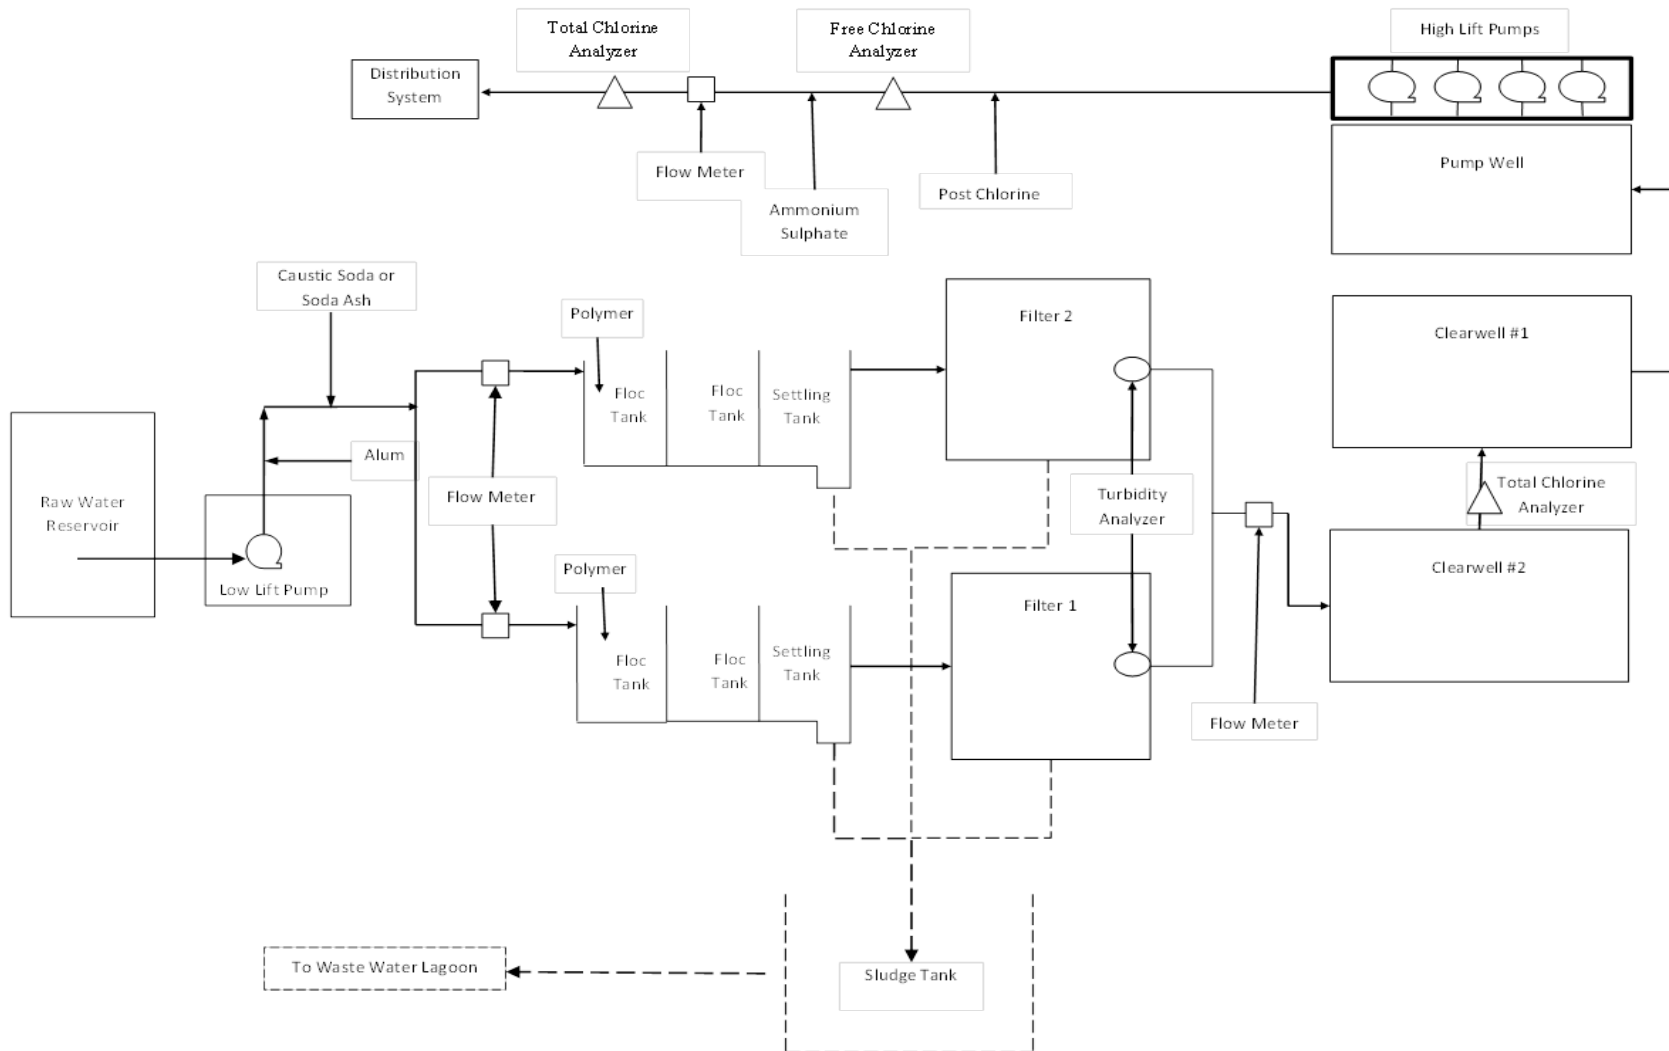 Total Chlorine
Analyzer
Free Chlorine
Analyzer
High Lift Pumps
Distribution
System
Flow Meter
Ammonium
Sulphate
Post Chlorine
Pump Well
Caustic Soda or
Soda Ash
Polymer
Filter 2
Clearwell #1
Floc
Tank
Floc
Tank
Settling
Tank
Alum
Raw Water
Reservoir
Flow Meter
Turbidity
Analyzer
Total Chlorine
Analyzer
Low Lift Pump
Polymer
Filter 1
Clearwell #2
Floc
Tank
Floc
Tank
Settling
Tank
Flow Meter
To Waste Water Lagoon
Sludge Tank